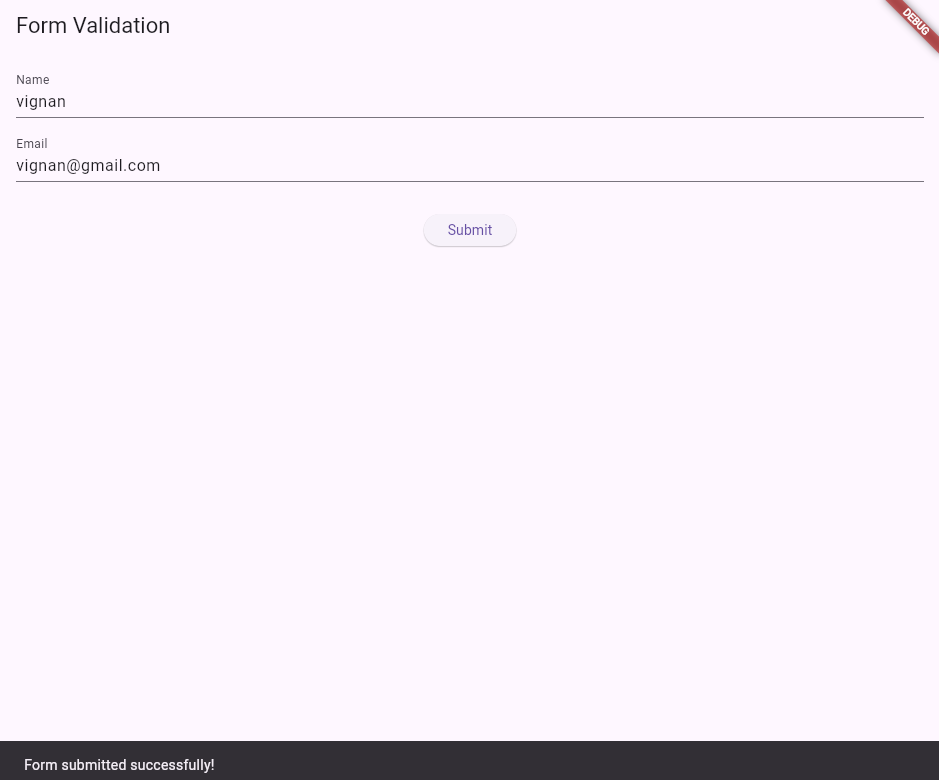 Form Validation
DEBUG
Name
vignan
Email
vignan@gmail.com
Submit
Form submitted successfully!